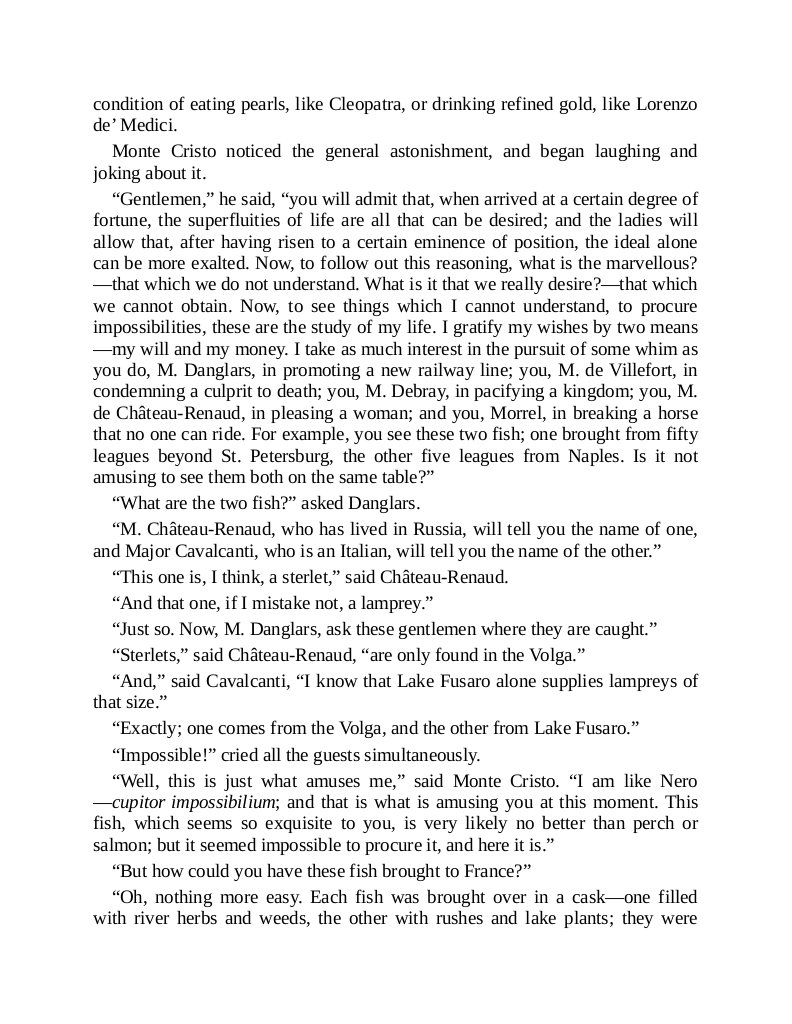 condition of eating pearls, like Cleopatra, or drinking refined gold, like Lorenzo
de’ Medici.
Monte Cristo noticed the general astonishment, and began laughing and
joking about it.
“Gentlemen,” he said, “you will admit that, when arrived at a certain degree of
fortune, the superfluities of life are all that can be desired; and the ladies will
allow that, after having risen to a certain eminence of position, the ideal alone
can be more exalted. Now, to follow out this reasoning, what is the marvellous?
—that which we do not understand. What is it that we really desire?—that which
we cannot obtain. Now, to see things which I cannot understand, to procure
impossibilities, these are the study of my life. I gratify my wishes by two means
—my will and my money. I take as much interest in the pursuit of some whim as
you do, M. Danglars, in promoting a new railway line; you, M. de Villefort, in
condemning a culprit to death; you, M. Debray, in pacifying a kingdom; you, M.
de Château-Renaud, in pleasing a woman; and you, Morrel, in breaking a horse
that no one can ride. For example, you see these two fish; one brought from fifty
leagues beyond St. Petersburg, the other five leagues from Naples. Is it not
amusing to see them both on the same table?”
“What are the two fish?” asked Danglars.
“M. Château-Renaud, who has lived in Russia, will tell you the name of one,
and Major Cavalcanti, who is an Italian, will tell you the name of the other.”
“This one is, I think, a sterlet,” said Château-Renaud.
“And that one, if I mistake not, a lamprey.”
“Just so. Now, M. Danglars, ask these gentlemen where they are caught.”
“Sterlets,” said Château-Renaud, “are only found in the Volga.”
“And,” said Cavalcanti, “I know that Lake Fusaro alone supplies lampreys of
that size.”
“Exactly; one comes from the Volga, and the other from Lake Fusaro.”
“Impossible!” cried all the guests simultaneously.
“Well, this is just what amuses me,” said Monte Cristo. “I am like Nero
—cupitor impossibilium; and that is what is amusing you at this moment. This
fish, which seems so exquisite to you, is very likely no better than perch or
salmon; but it seemed impossible to procure it, and here it is.”
“But how could you have these fish brought to France?”
“Oh, nothing more easy. Each fish was brought over in a cask—one filled
with river herbs and weeds, the other with rushes and lake plants; they were